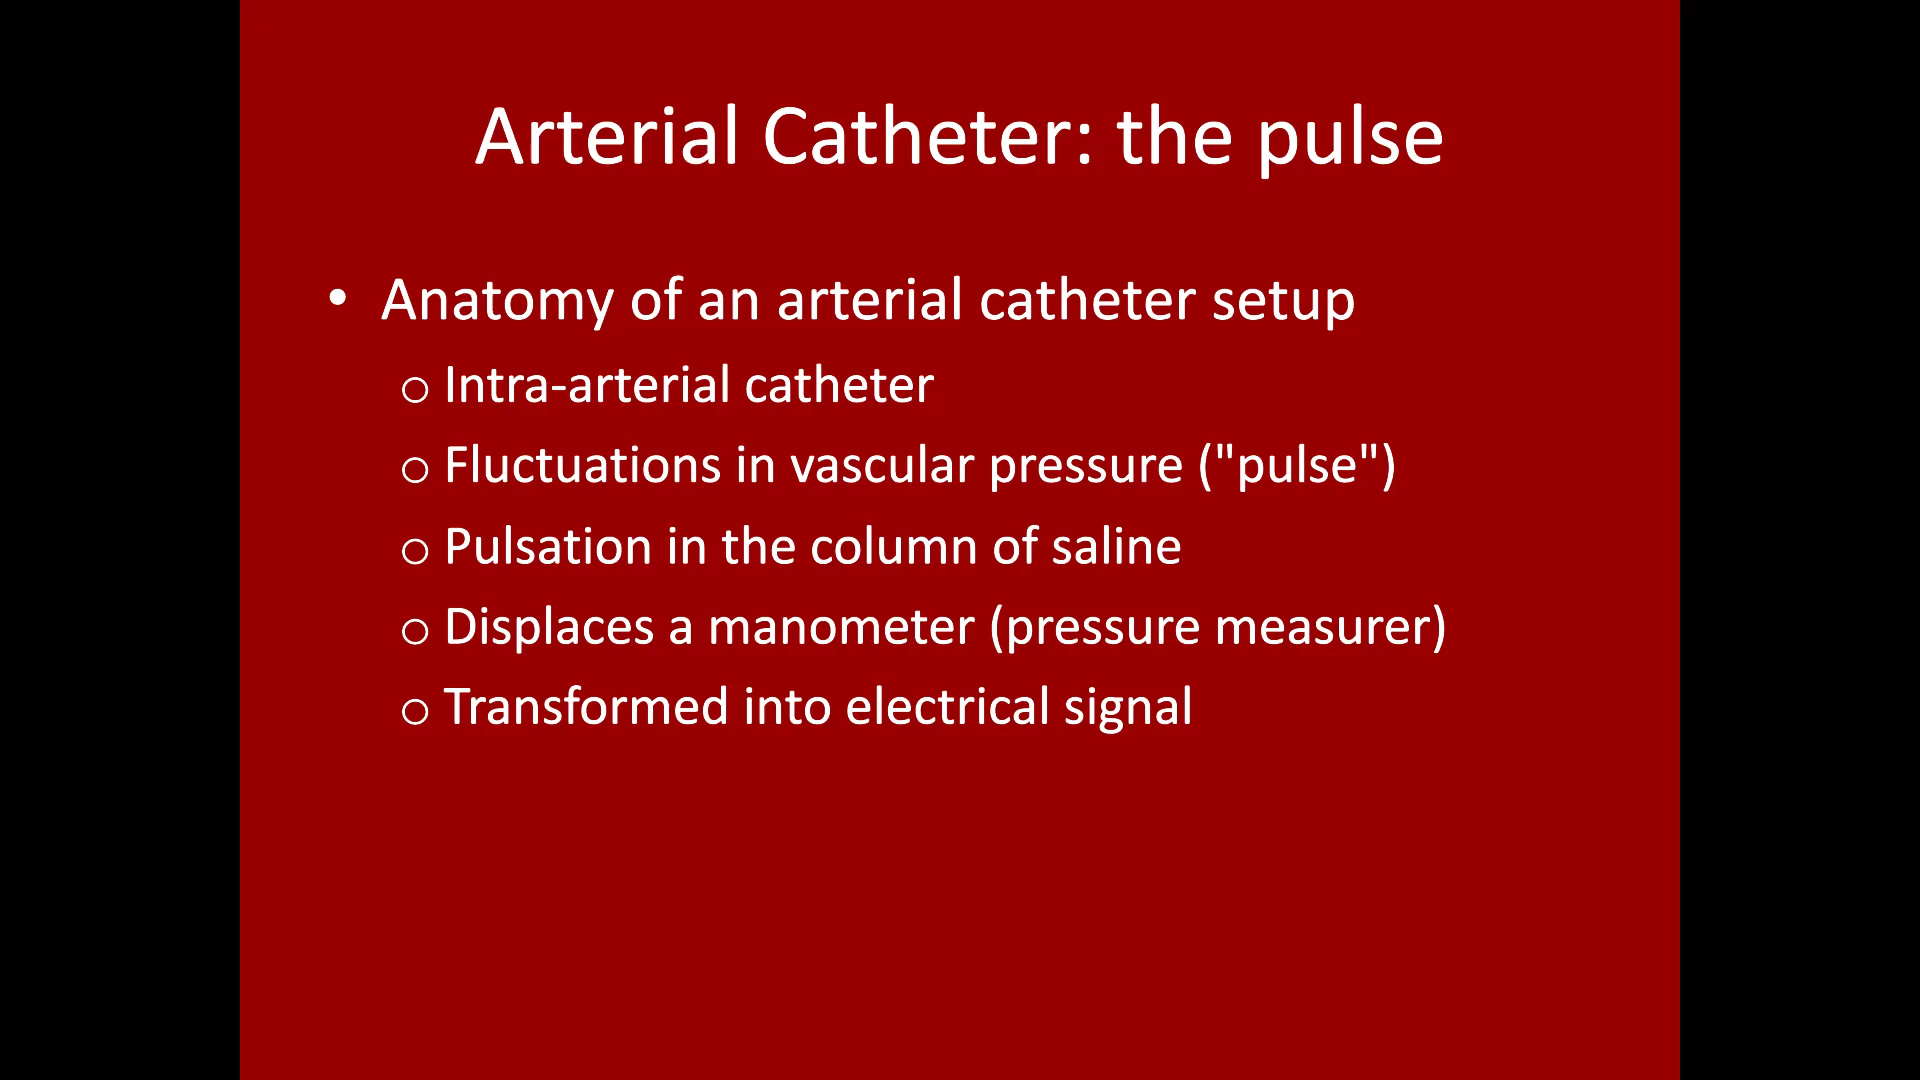 Arterial Catheter: the pulse
• Anatomy of an arterial catheter setup
o Intra-arterial catheter
o Fluctuations in vascular pressure ("pulse")
o Pulsation in the column of saline
o Displaces a manometer (pressure measurer)
o Transformed into electrical signal